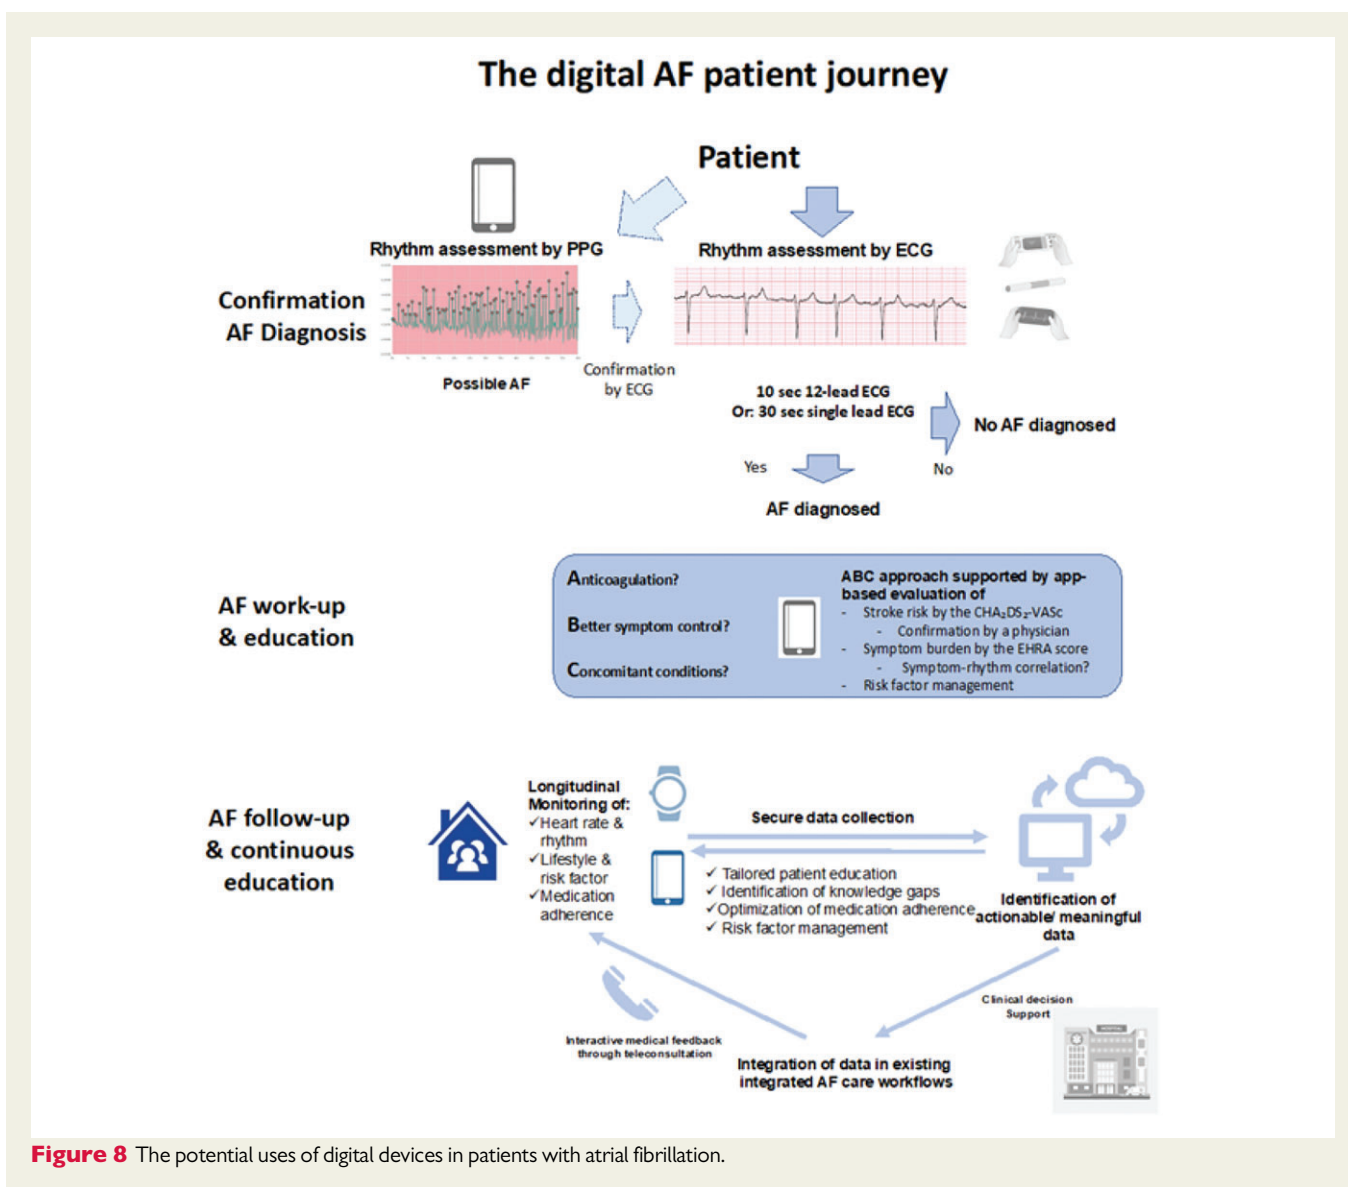 The digital AF patient journey
Patient
Rhythm assessment by PPG
Rhythm assessment by ECG
Confirmation
AF Diagnosis
Possible AF
Confirmation
by ECG
10 sec 12-lead ECG
Or: 30 sec single lead ECG
No AF diagnosed
Yes
No
AF diagnosed
AF work-up
& education
Anticoagulation?
Better symptom control?
Concomitant conditions?
ABC approach supported by app-
based evaluation of
- Stroke risk by the CHA₂DS₂-VASc
- Confirmation by a physician
- Symptom burden by the EHRA score
- Symptom-rhythm correlation?
- Risk factor management
AF follow-up
& continuous
education
Longitudinal
Monitoring of:
✓Heart rate &
rhythm
✓Lifestyle &
risk factor
✓Medication
adherence
Secure data collection
✓ Tailored patient education
✓ Identification of knowledge gaps
✓Optimization of medication adherence
✓ Risk factor management
Identification of
actionable/ meaningful
data
Clinical decision
Support
HOSPITAL
Interactive medical feedback
through teleconsultation
Integration of data in existing
integrated AF care workflows
Figure 8 The potential uses of digital devices in patients with atrial fibrillation.